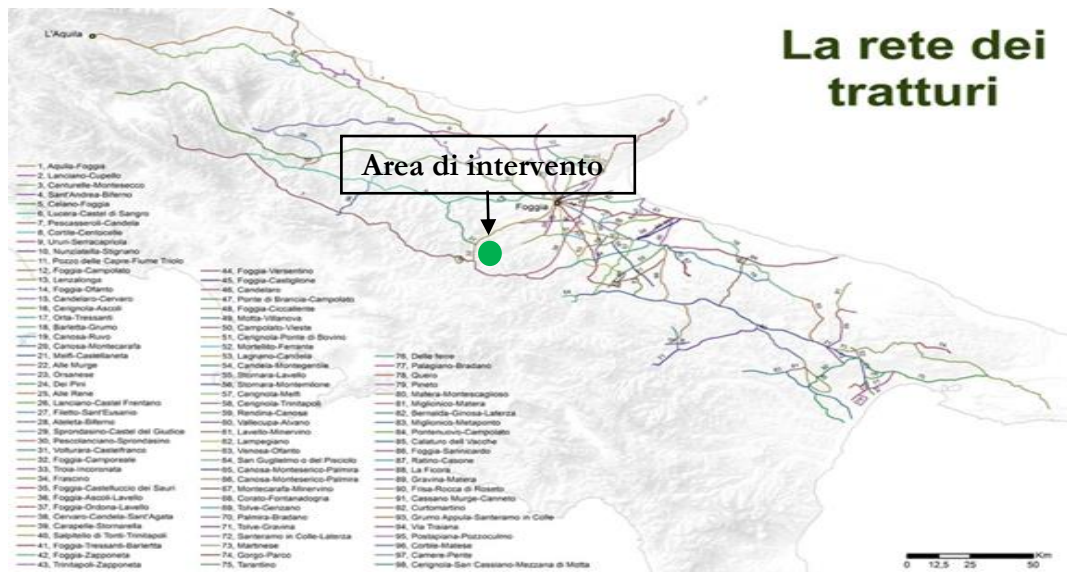 La rete dei
tratturi
L'Aquila
Area di intervento
Foggia
1, Aquila-Foggia
2, Lanciano-Cupello
3, Centurelle-Montesecco
4, Sant'Andrea-Biferno
5, Celano-Foggia
6, Lucera-Castel di Sangro
7, Pescasseroli-Candela
8, Cortile-Centocelle
9, Ururi-Serracapriola
10, Nunziatella-Stignano
11, Pozzo delle Capre-Fiume Triolo
12, Foggia-Campolato
13, Lenzalonga
14, Foggia-Ofanto
15, Candelaro-Cervaro
16, Cerignola-Ascoli
17, Orta-Tressanti
18, Barletta-Grumo
19, Canosa-Ruvo
20, Canosa-Montecarafa
21, Melfi-Castellaneta
22, Alle Murge
23, Orsanese
24, Dei Pini
25, Alle Rene
26, Lanciano-Castel Frentano
27, Filetto-Sant'Eusanio
28, Ateleta-Biferno
29, Sprondasino-Castel del Giudice
30, Pescolanciano-Sprondasino
31, Volturara-Castelfranco
32, Foggia-Camporeale
33, Troia-Incoronata
34, Frascino
35, Foggia-Castelluccio dei Sauri
36, Foggia-Ascoli-Lavello
37, Foggia-Ordona-Lavello
38, Cervaro-Candela-Sant'Agata
39, Carapelle-Stornarella
40, Salpitello di Tonti-Trinitapoli
41, Foggia-Tressanti-Barletta
42, Foggia-Zapponeta
43, Trinitapoli-Zapponeta
44, Foggia-Versentino
45, Foggia-Castiglione
46, Candelaro
47, Ponte di Brancia-Campolato
48, Foggia-Ciccallente
49, Motta-Villanova
50, Campolato-Vieste
51, Cerignola-Ponte di Bovino
52, Mortellito-Ferrante
53, Lagnano-Candela
54, Candela-Montegentile
55, Stornara-Lavello
56, Stornara-Montemilone
57, Cerignola-Melfi
58, Cerignola-Trinitapoli
59, Rendina-Canosa
60, Vallecupa-Alvano
61, Lavello-Minervino
62, Lampegiano
63, Venosa-Ofanto
64, San Guglielmo o del Pisciolo
65, Canosa-Monteserico-Palmira
66, Canosa-Monteserico-Palmira
67, Montecarafa-Minervino
68, Corato-Fontanadogna
69, Tolve-Genzano
70, Palmira-Bradano
71, Tolve-Gravina
72, Santeramo in Colle-Laterza
73, Martinese
74, Gorgo-Parco
75, Tarantino
76, Delle ferre
77, Palagiano-Bradano
78, Quero
79, Pineto
80, Matera-Montescaglioso
81, Miglionico-Matera
82, Bernalda-Ginosa-Laterza
83, Miglionico-Metaponto
84, Pontenuovo-Campolato
85, Calaturo dell Vacche
86, Foggia-Sannicardo
87, Ratino-Casone
88, La Ficora
89, Gravina-Matera
90, Frisa-Rocca di Roseto
91, Cassano Murge-Canneto
92, Curtomartino
93, Grumo Appula-Santeramo in Colle
94, Via Traiana
95, Postapiana-Pozzoculmo
96, Cortile-Matese
97, Camere-Pente
98, Cerignola-San Cassiano-Mezzana di Motta
Km
0 12,5 25 50